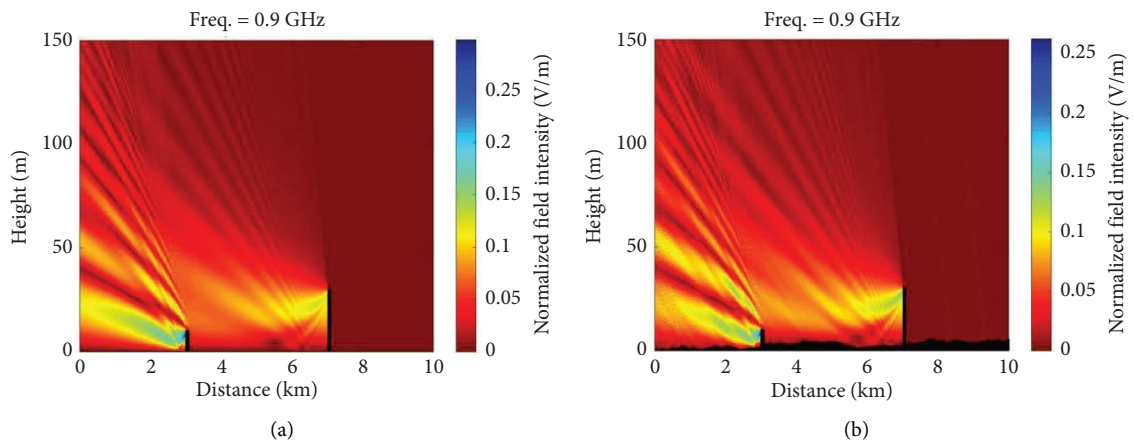 Freq. = 0.9 GHz
150
100
50
0
Height (m)
0 2 4 6 8 10
Distance (km)
0.25
0.2
0.15
0.1
0.05
0
Normalized field intensity (V/m)
(a)
Freq. = 0.9 GHz
150
100
50
0
Height (m)
0 2 4 6 8 10
Distance (km)
0.25
0.2
0.15
0.1
0.05
0
Normalized field intensity (V/m)
(b)